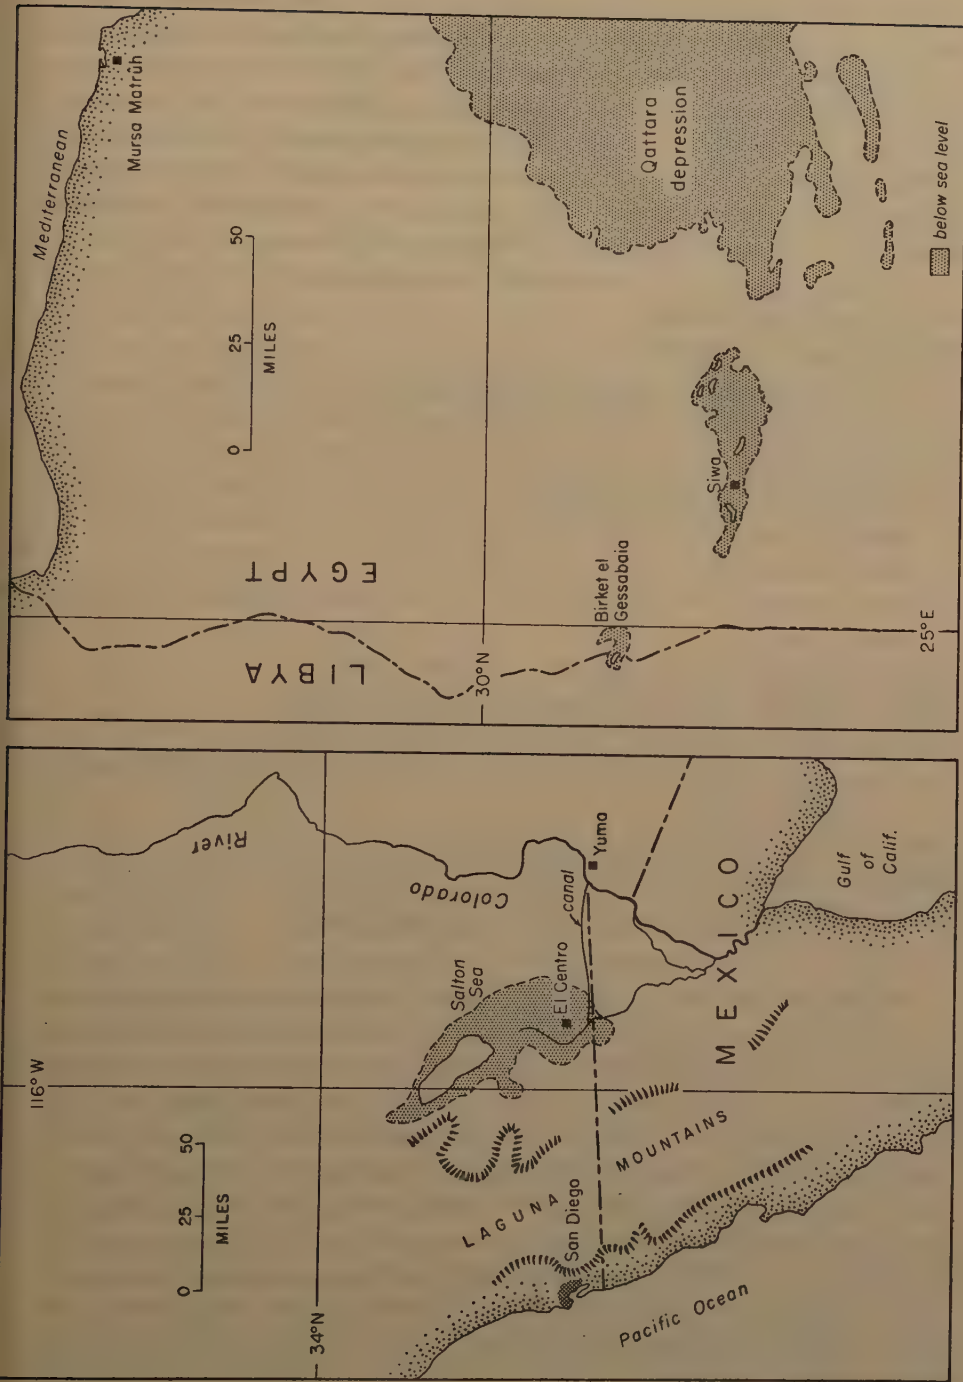 Mediterranean
Mursa Matrûh
0 25 50
MILES
LIBYA
EGYPT
30°N
Qattara
depression
Siwa
Birket el
Gessabaia
25°E
below sea level
116°W
34°N
0 25 50
MILES
River
Colorado
Salton
Sea
El Centro
canal
Yuma
San Diego
LAGUNA MOUNTAINS
MEXICO
Pacific Ocean
Gulf
of
Calif.